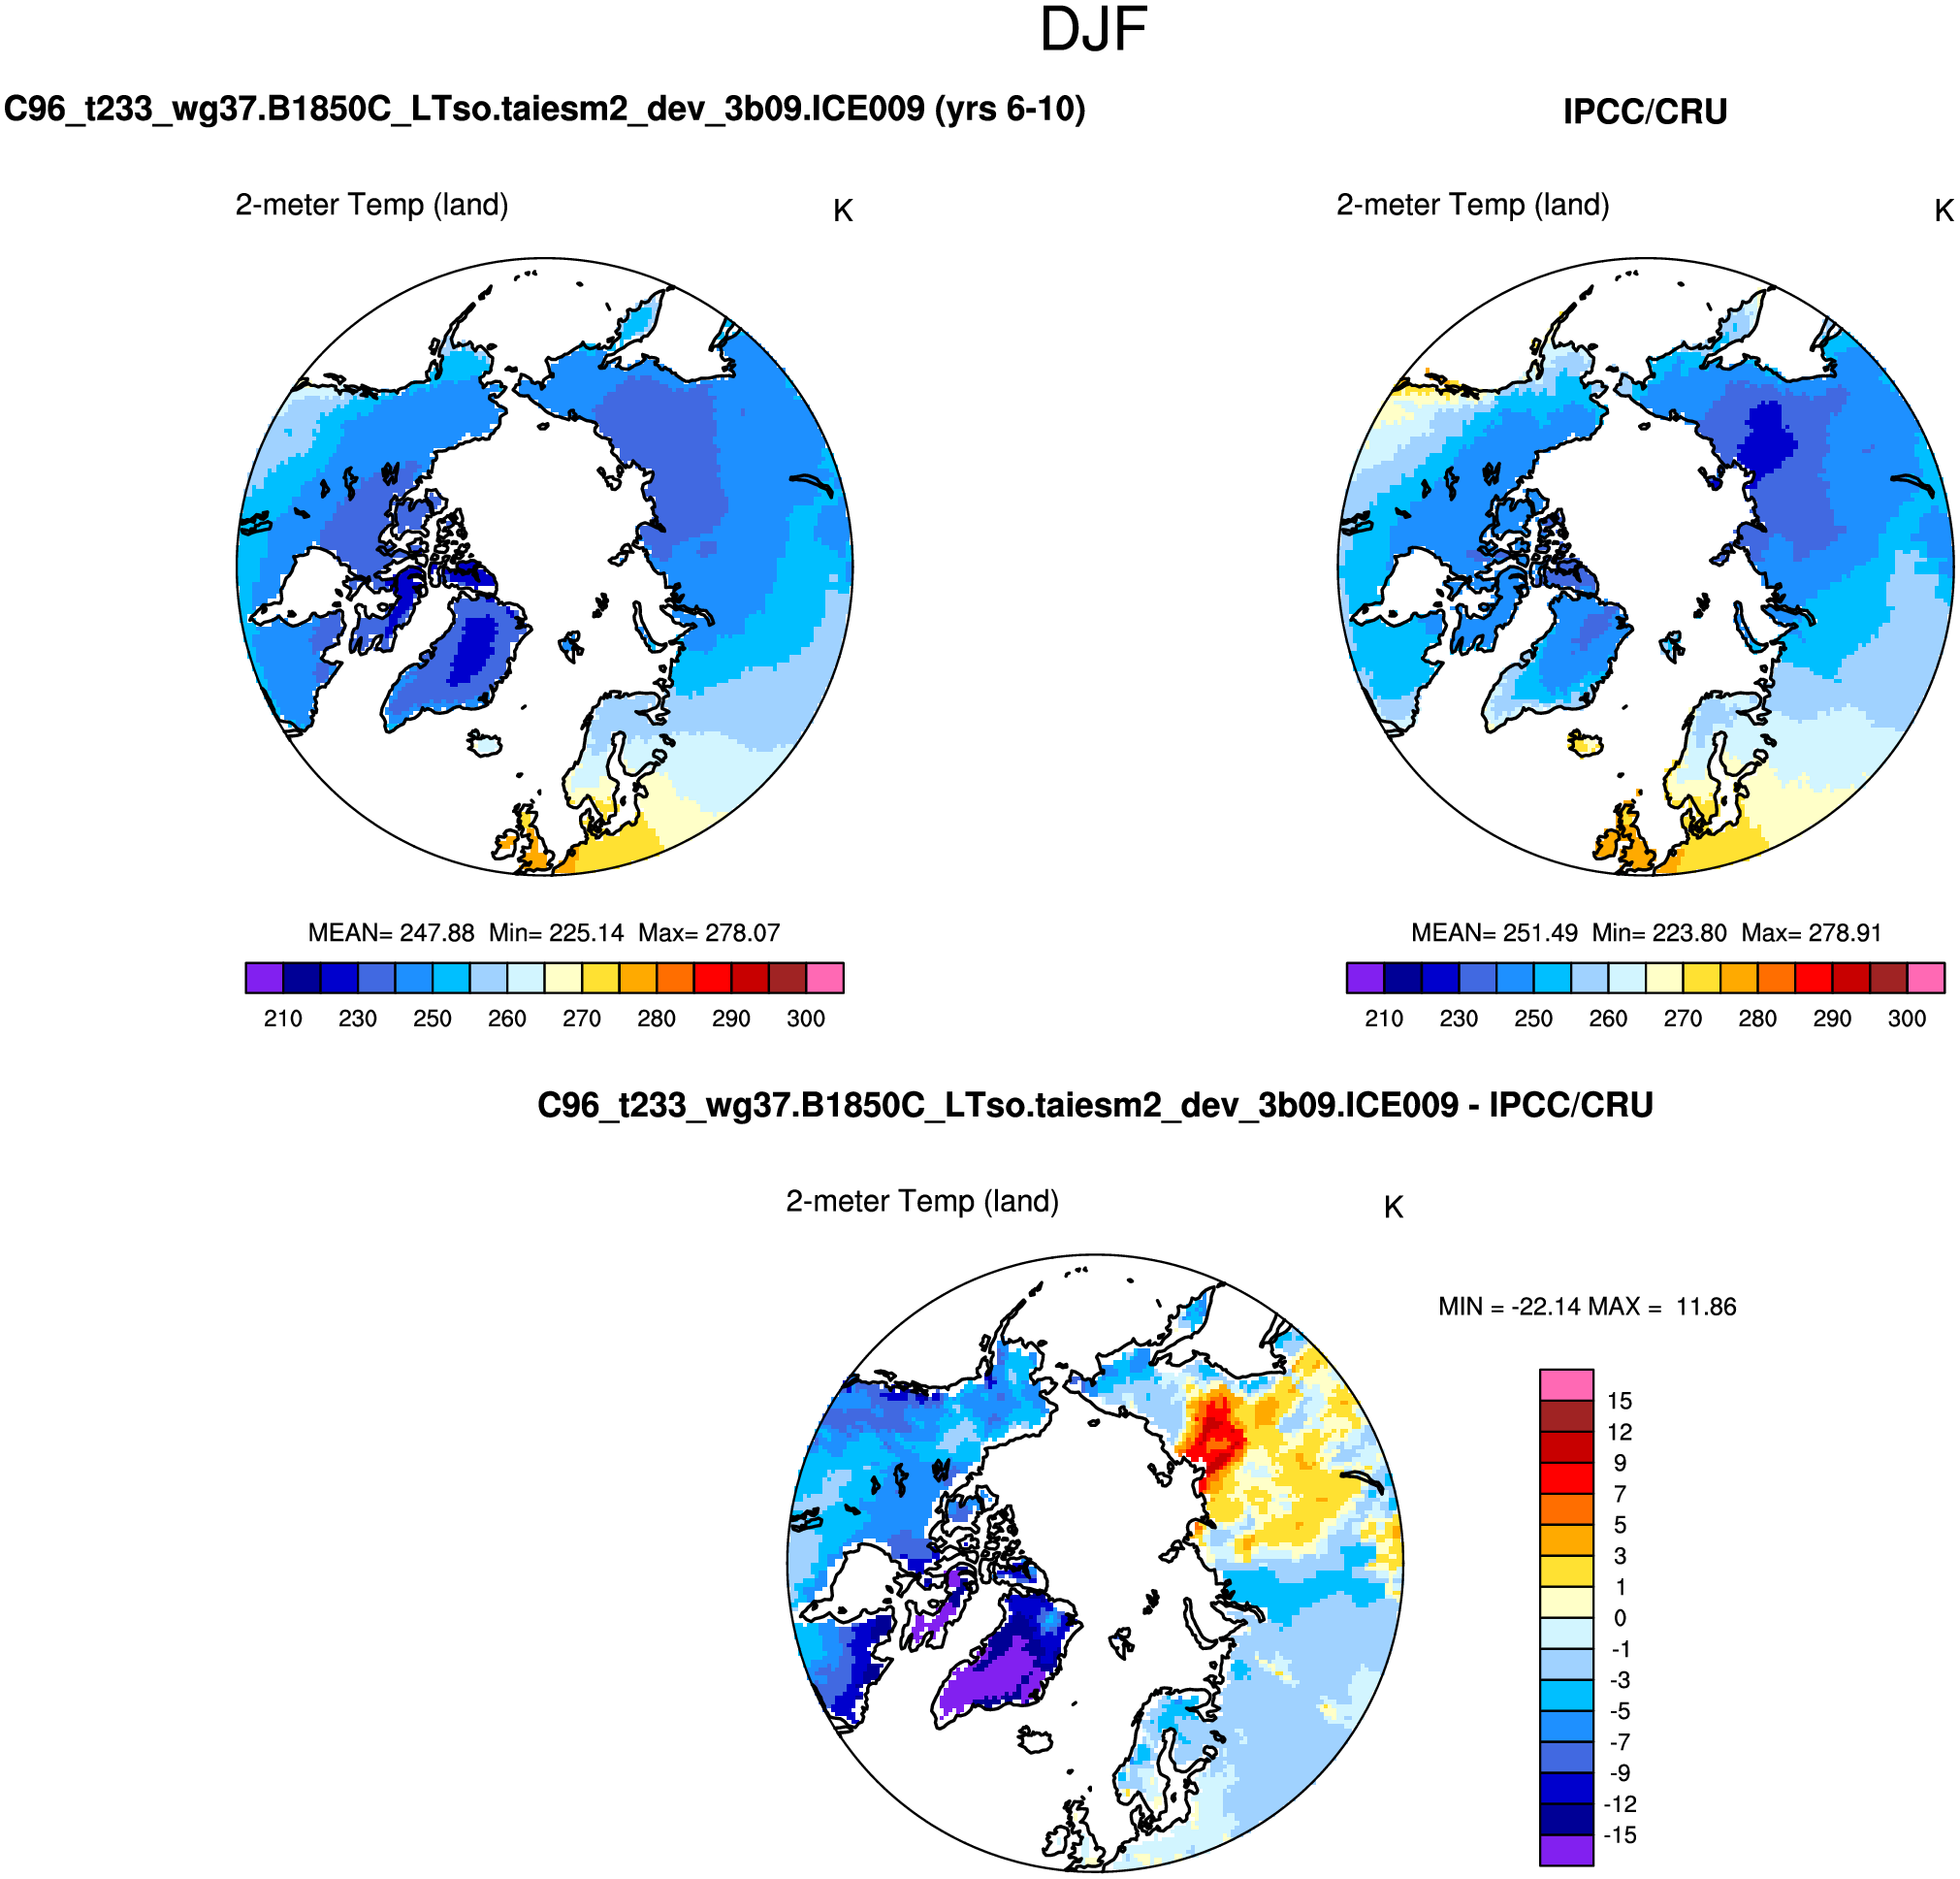 DJF
C96_t233_wg37.B1850C_LTso.taiesm2_dev_3b09.ICE009 (yrs 6-10)
IPCC/CRU
2-meter Temp (land) K
2-meter Temp (land) K
MEAN= 247.88 Min= 225.14 Max= 278.07
MEAN= 251.49 Min= 223.80 Max= 278.91
210 230 250 260 270 280 290 300
210 230 250 260 270 280 290 300
C96_t233_wg37.B1850C_LTso.taiesm2_dev_3b09.ICE009 - IPCC/CRU
2-meter Temp (land) K
MIN = -22.14 MAX = 11.86
15
12
9
7
5
3
1
0
-1
-3
-5
-7
-9
-12
-15